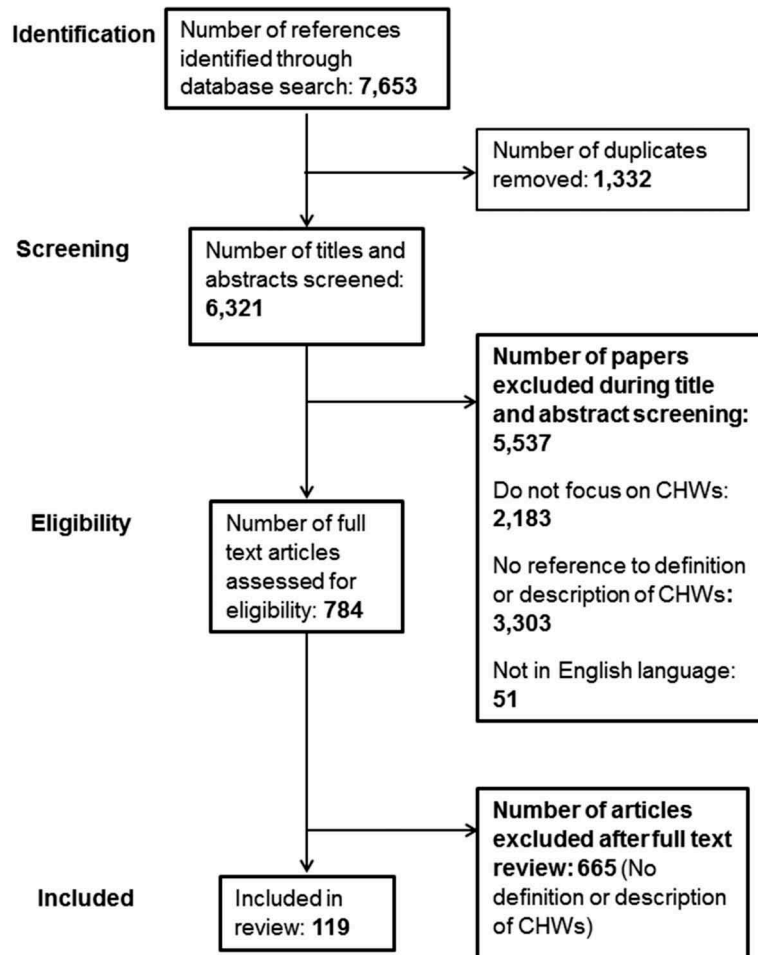 Identification
Number of references
identified through
database search: 7,653
Number of duplicates
removed: 1,332
Screening
Number of titles and
abstracts screened:
6,321
Number of papers
excluded during title
and abstract screening:
5,537
Do not focus on CHWs:
2,183
No reference to definition
or description of CHWs:
3,303
Not in English language:
51
Eligibility
Number of full
text articles
assessed for
eligibility: 784
Number of articles
excluded after full text
review: 665 (No
definition or description
of CHWs)
Included
Included in
review: 119